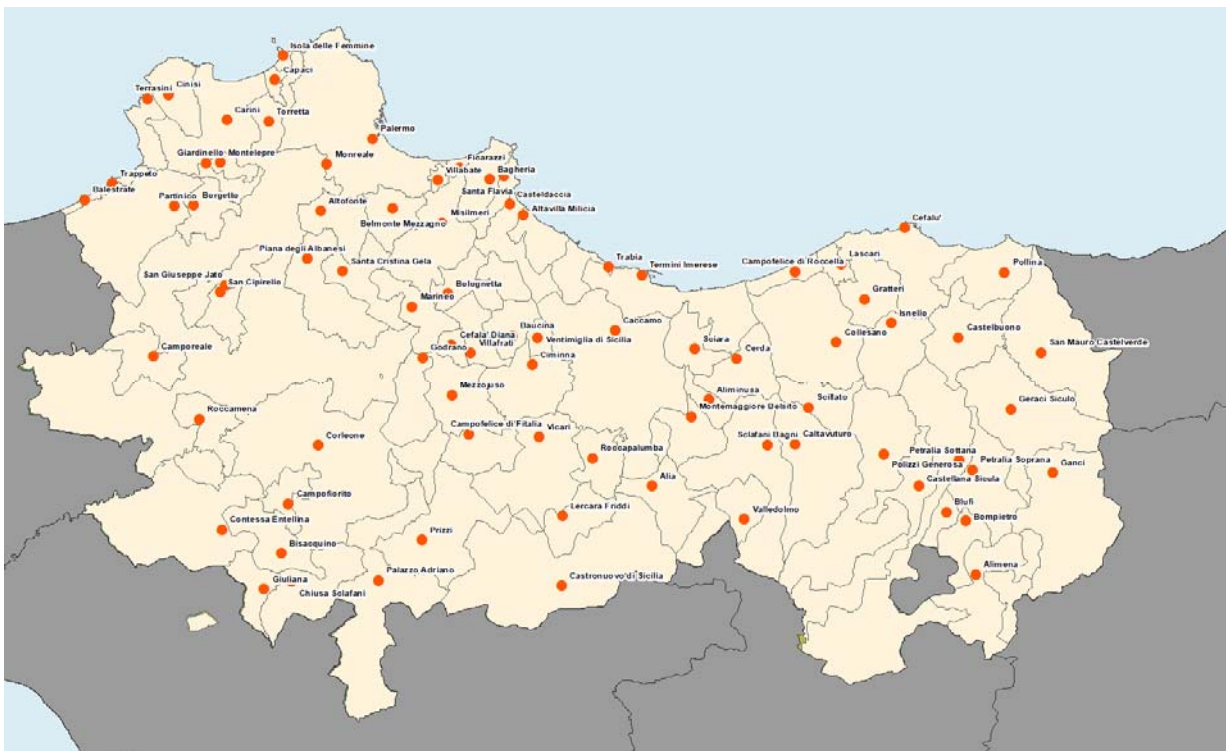 Isola delle Femmine
Capaci
Terrasini
Cinisi
Carini
Torretta
Palermo
Giardinello
Montelepre
Monreale
Ficarazzi
Trappeto
Villabate
Bagheria
Balestrate
Partinico
Borgetto
Santa Flavia
Casteldaccia
Altofonte
Misilmeri
Altavilla Milicia
Belmonte Mezzagno
Cefalu'
Piana degli Albanesi
Santa Cristina Gela
Trabia
Lascari
Campofelice di Roccella
Pollina
San Giuseppe Jato
Termini Imerese
San Cipirello
Bolognetta
Gratteri
Marineo
Isnello
Baucina
Caccamo
Cefala' Diana
Ventimiglia di Sicilia
Collesano
Castelbuono
Villafrati
Sciara
San Mauro Castelverde
Camporeale
Godrano
Ciminna
Cerda
Mezzojuso
Aliminusa
Scillato
Geraci Siculo
Roccamena
Montemaggiore Belsito
Campofelice di Fitalia
Vicari
Corleone
Sclafani Bagni
Caltavuturo
Roccapalumba
Petralia Sottana
Polizzi Generosa
Petralia Soprana
Ganci
Alia
Castellana Sicula
Campofiorito
Lercara Friddi
Blufi
Valledolmo
Bompietro
Contessa Entellina
Prizzi
Bisacquino
Alimena
Giuliana
Palazzo Adriano
Castronuovo di Sicilia
Chiusa Sclafani